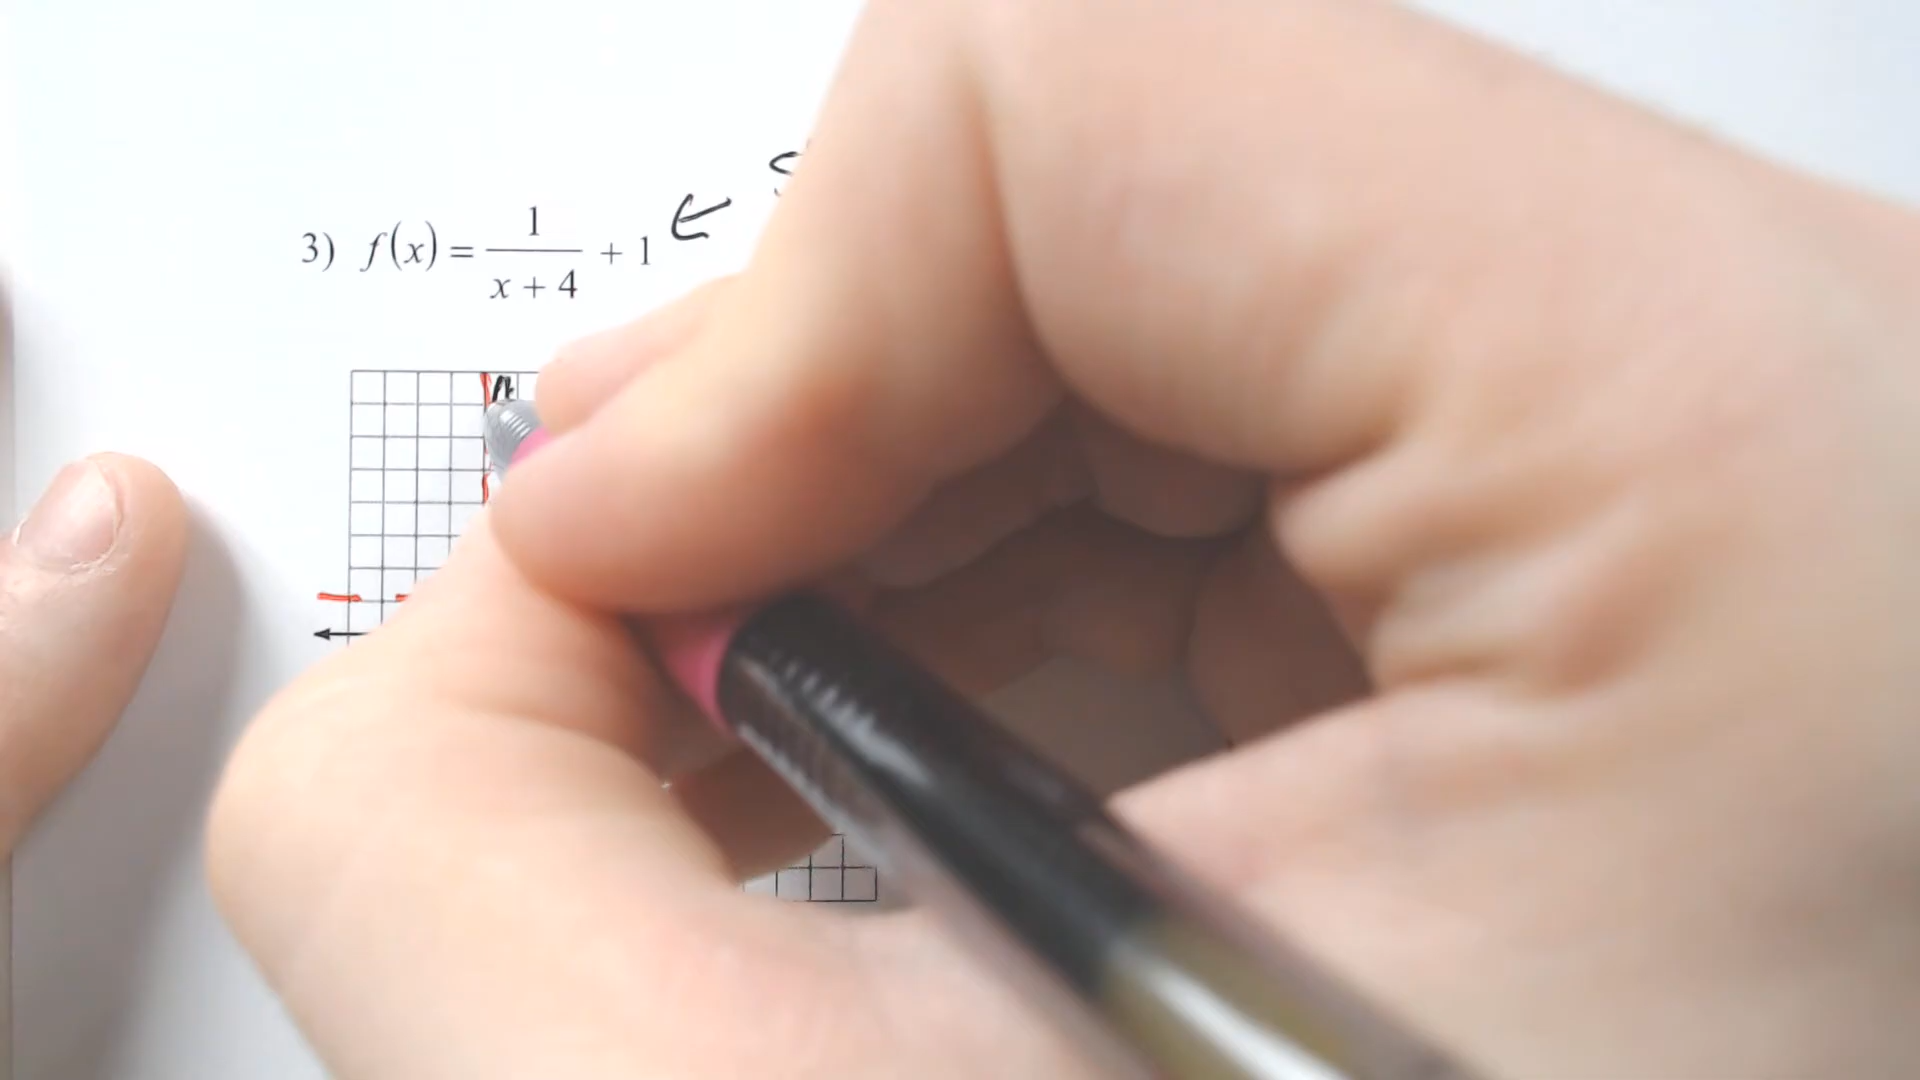 3) f(x) = 1/(x + 4) + 1 ←